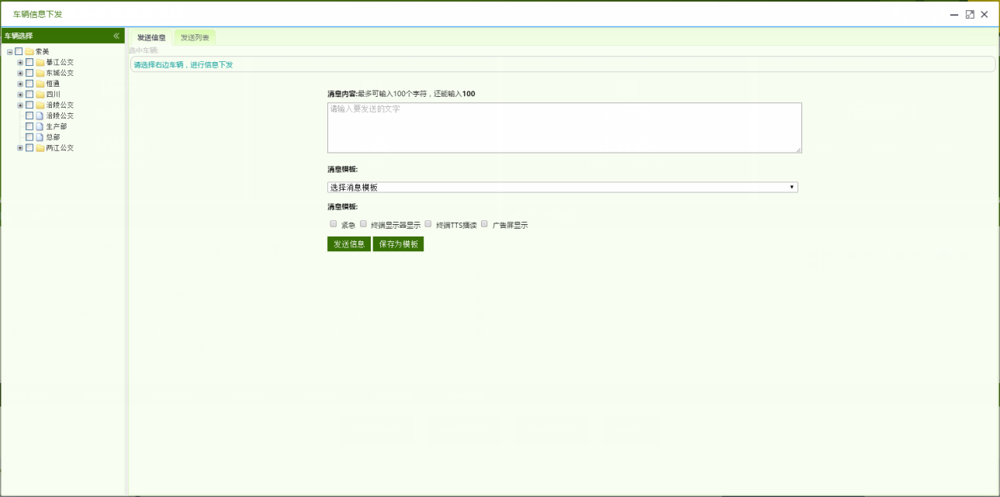 车辆信息下发
车辆选择
索美
綦江公交
东城公交
恒通
四川
涪陵公交
涪陵公交
生产部
总部
两江公交
发送信息 发送列表
选中车辆:
请选择右边车辆，进行信息下发
消息内容:最多可输入100个字符，还能输入100
请输入要发送的文字
消息模板:
选择消息模板
消息模板:
紧急 终端显示器显示 终端TTS播读 广告屏显示
发送信息 保存为模板